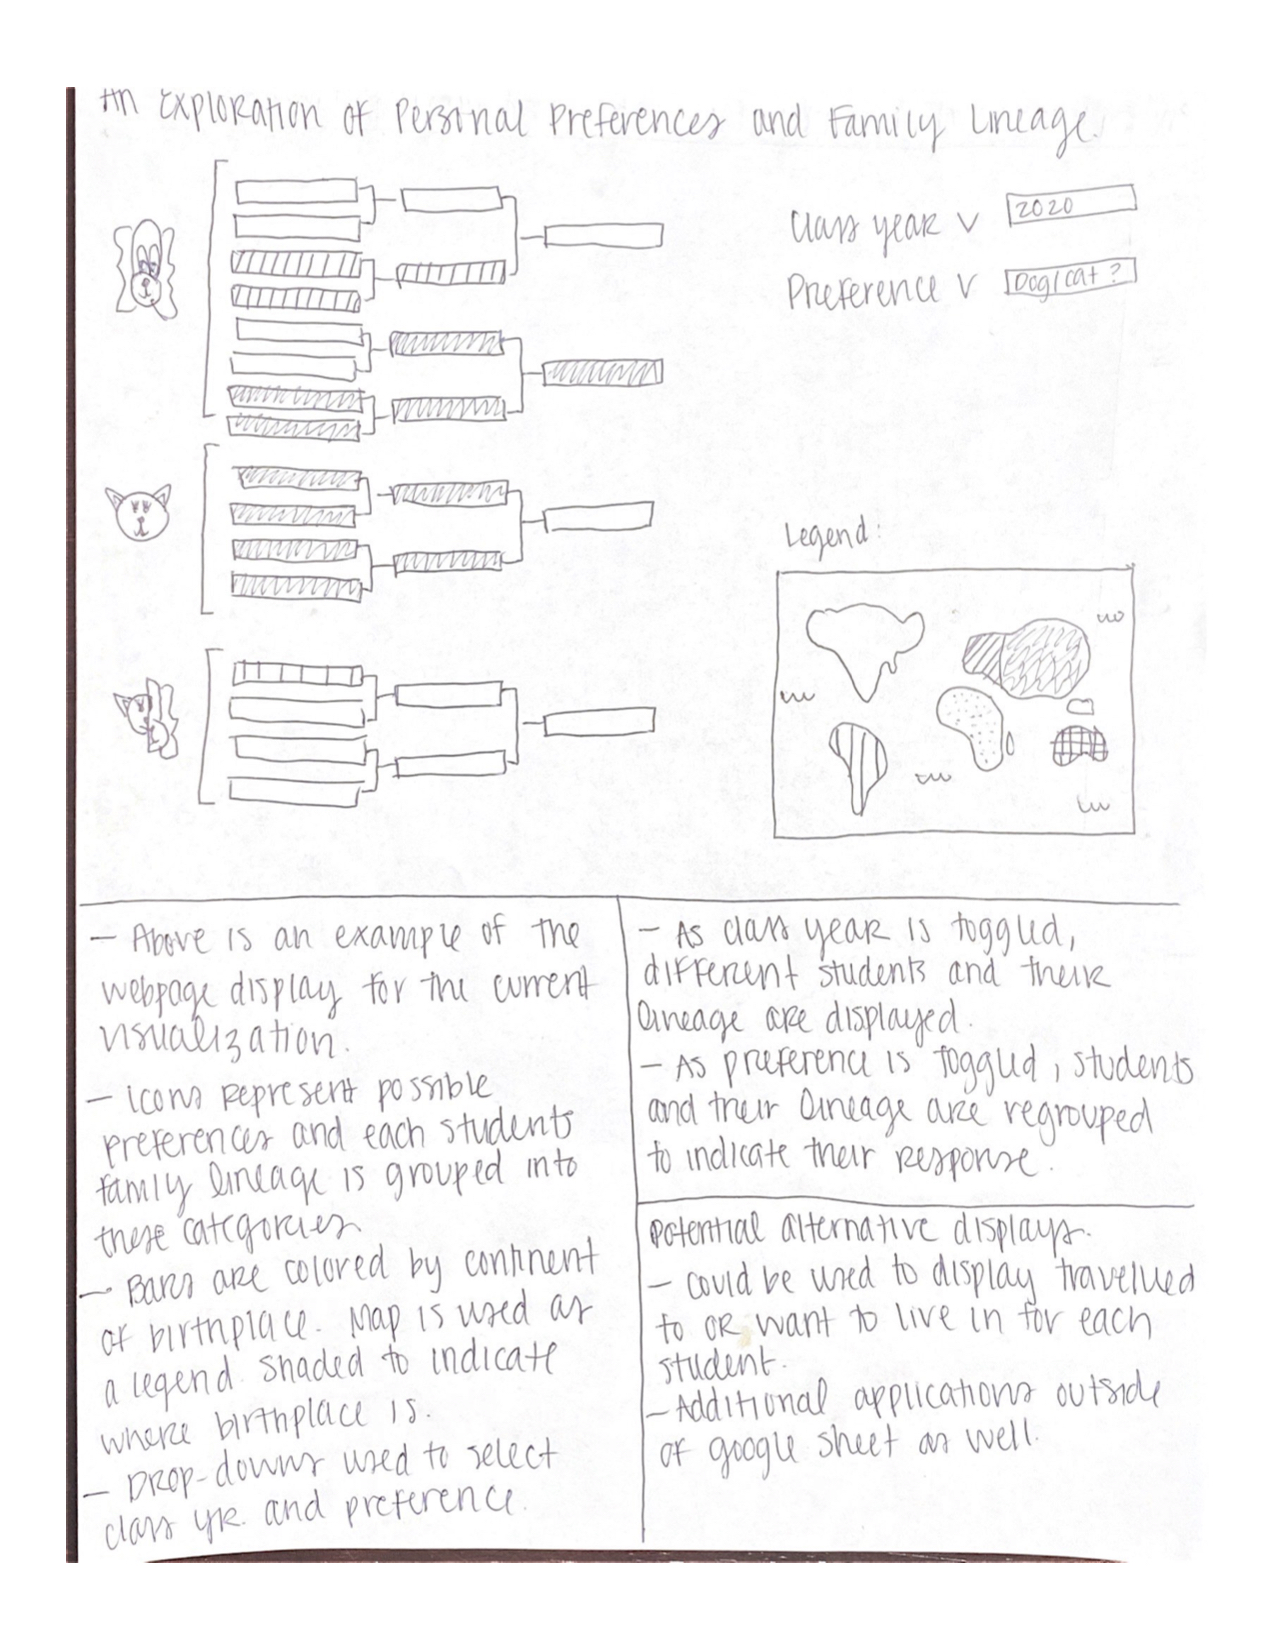 An Exploration of Personal Preferences and Family Lineage.
Class year v 2020
Preference v Dog/cat?
Legend:
- Above is an example of the
webpage display for the current
visualization.
- Icons represent possible
preferences and each students
family lineage is grouped into
these categories
- Bars are colored by continent
of birthplace. Map is used as
a legend shaded to indicate
where birthplace is.
- Drop-downs used to select
class yr. and preference.
- As class year is toggled,
different students and their
lineage are displayed.
- As preference is toggled, students
and their lineage are regrouped
to indicate their response.
Potential alternative displays.
- could be used to display travelled
to or want to live in for each
student.
- Additional applications outside
of google sheet as well.